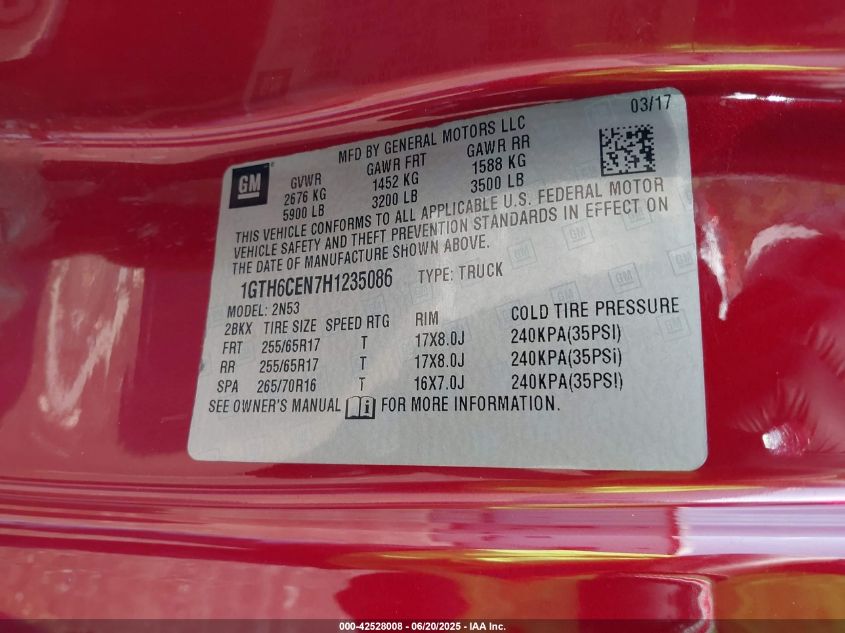 03/17
MFD BY GENERAL MOTORS LLC
GM
GVWR GAWR FRT GAWR RR
2676 KG 1452 KG 1588 KG
5900 LB 3200 LB 3500 LB
THIS VEHICLE CONFORMS TO ALL APPLICABLE U.S. FEDERAL MOTOR
VEHICLE SAFETY AND THEFT PREVENTION STANDARDS IN EFFECT ON
THE DATE OF MANUFACTURE SHOWN ABOVE.
1GTH6CEN7H1235086 TYPE: TRUCK
MODEL: 2N53
2BKX TIRE SIZE SPEED RTG RIM COLD TIRE PRESSURE
FRT 255/65R17 T 17X8.0J 240KPA(35PSI)
RR 255/65R17 T 17X8.0J 240KPA(35PSi)
SPA 265/70R16 T 16X7.0J 240KPA(35PSI)
SEE OWNER'S MANUAL i FOR MORE INFORMATION.
000-42528008 - 06/20/2025 - IAA Inc.